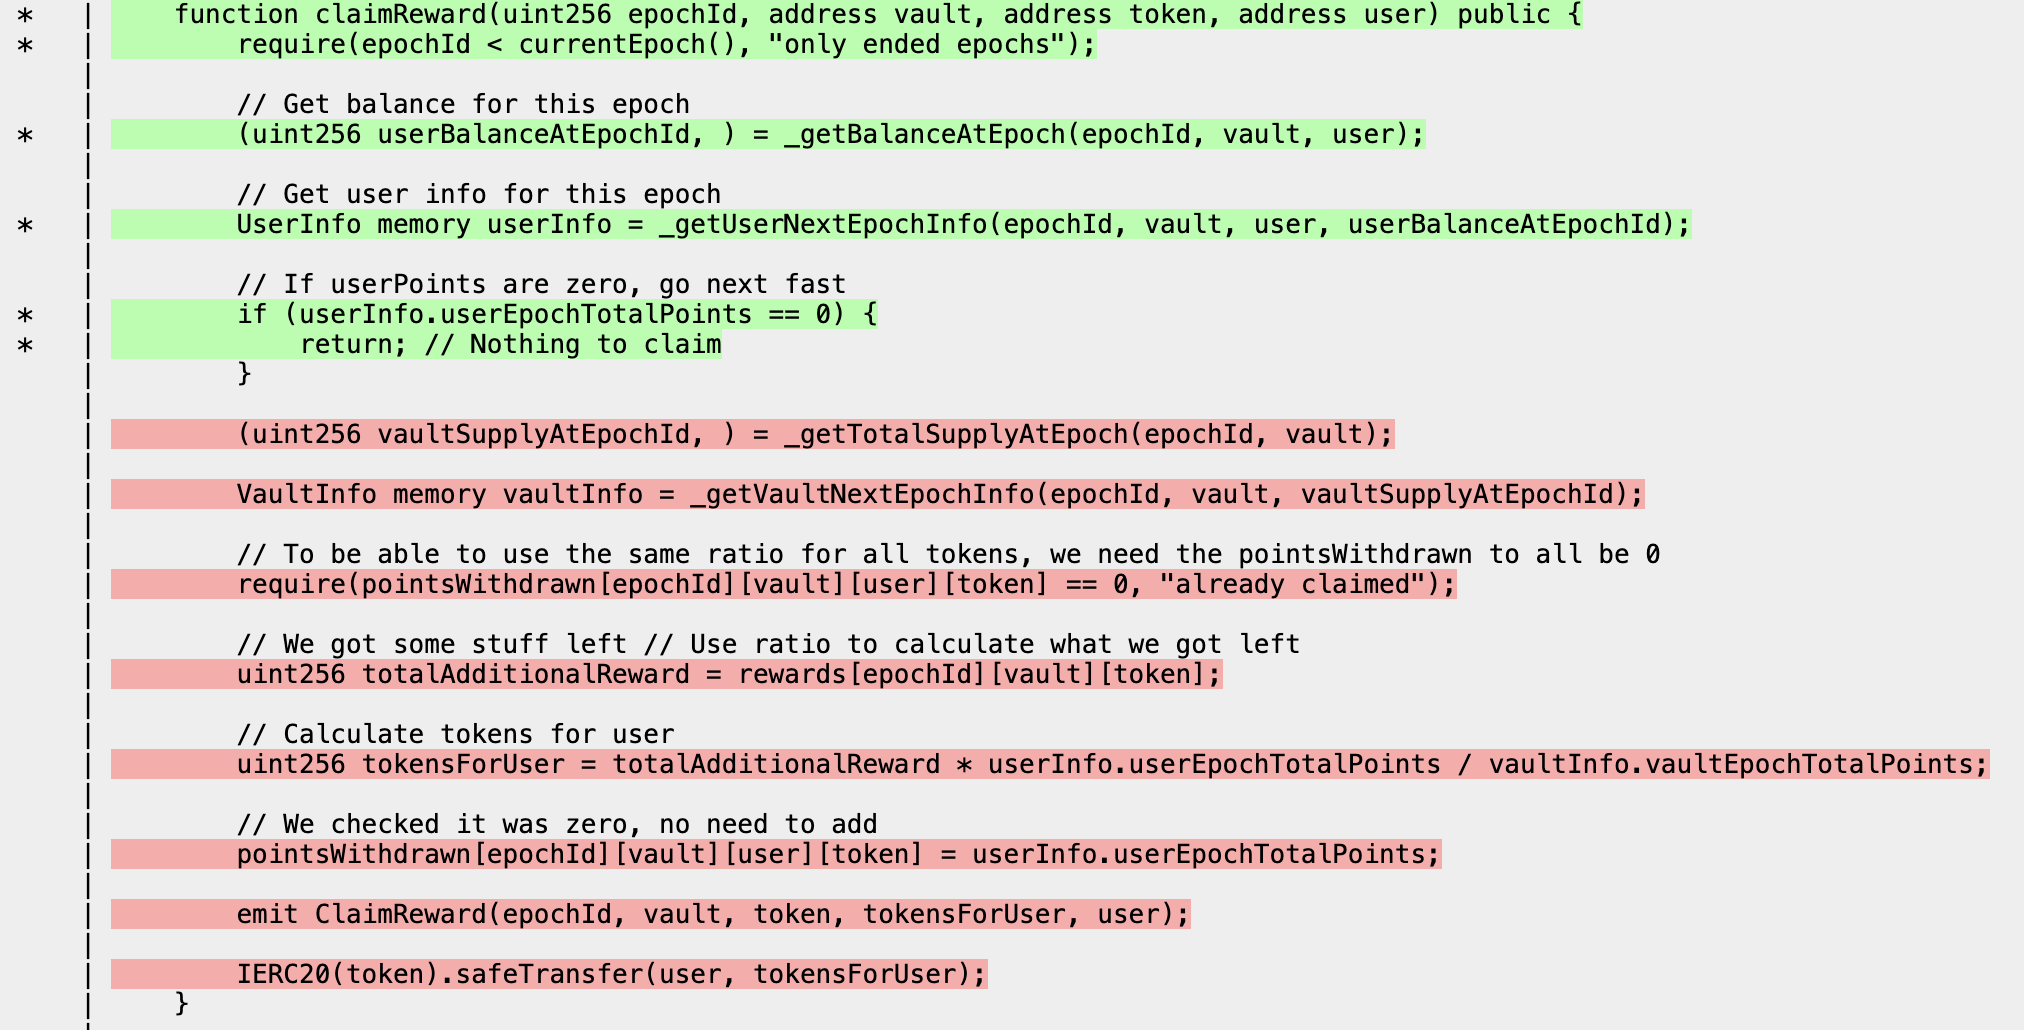 *   |     function claimReward(uint256 epochId, address vault, address token, address user) public {
*   |         require(epochId < currentEpoch(), "only ended epochs");
    |
    |         // Get balance for this epoch
*   |         (uint256 userBalanceAtEpochId, ) = _getBalanceAtEpoch(epochId, vault, user);
    |
    |         // Get user info for this epoch
*   |         UserInfo memory userInfo = _getUserNextEpochInfo(epochId, vault, user, userBalanceAtEpochId);
    |
    |         // If userPoints are zero, go next fast
*   |         if (userInfo.userEpochTotalPoints == 0) {
*   |             return; // Nothing to claim
    |         }
    |
    |         (uint256 vaultSupplyAtEpochId, ) = _getTotalSupplyAtEpoch(epochId, vault);
    |
    |         VaultInfo memory vaultInfo = _getVaultNextEpochInfo(epochId, vault, vaultSupplyAtEpochId);
    |
    |         // To be able to use the same ratio for all tokens, we need the pointsWithdrawn to all be 0
    |         require(pointsWithdrawn[epochId][vault][user][token] == 0, "already claimed");
    |
    |         // We got some stuff left // Use ratio to calculate what we got left
    |         uint256 totalAdditionalReward = rewards[epochId][vault][token];
    |
    |         // Calculate tokens for user
    |         uint256 tokensForUser = totalAdditionalReward * userInfo.userEpochTotalPoints / vaultInfo.vaultEpochTotalPoints;
    |
    |         // We checked it was zero, no need to add
    |         pointsWithdrawn[epochId][vault][user][token] = userInfo.userEpochTotalPoints;
    |
    |         emit ClaimReward(epochId, vault, token, tokensForUser, user);
    |
    |         IERC20(token).safeTransfer(user, tokensForUser);
    |     }
    |